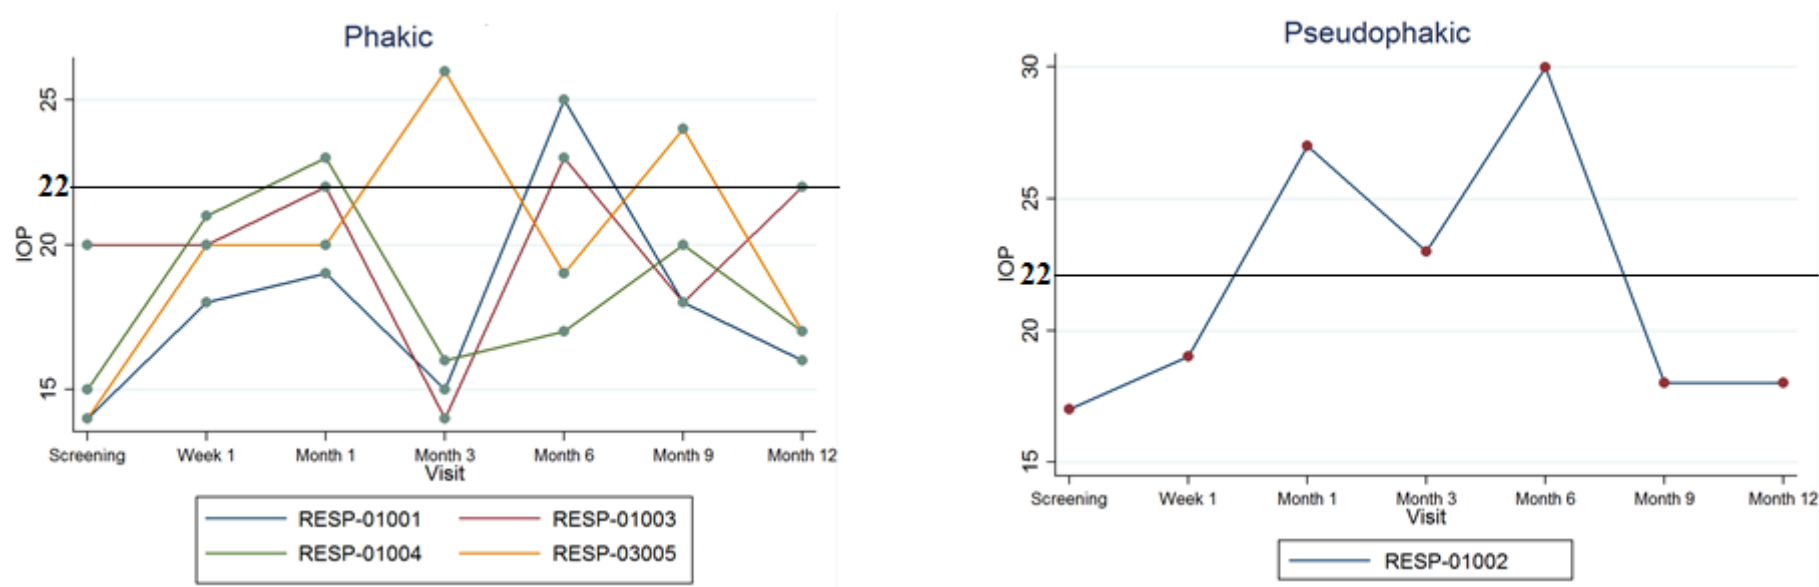 Phakic
25
22
20
15
IOP
Screening Week 1 Month 1 Month 3 Month 6 Month 9 Month 12
Visit
RESP-01001 RESP-01003
RESP-01004 RESP-03005
Pseudophakic
30
25
22
20
15
IOP
Screening Week 1 Month 1 Month 3 Month 6 Month 9 Month 12
Visit
RESP-01002